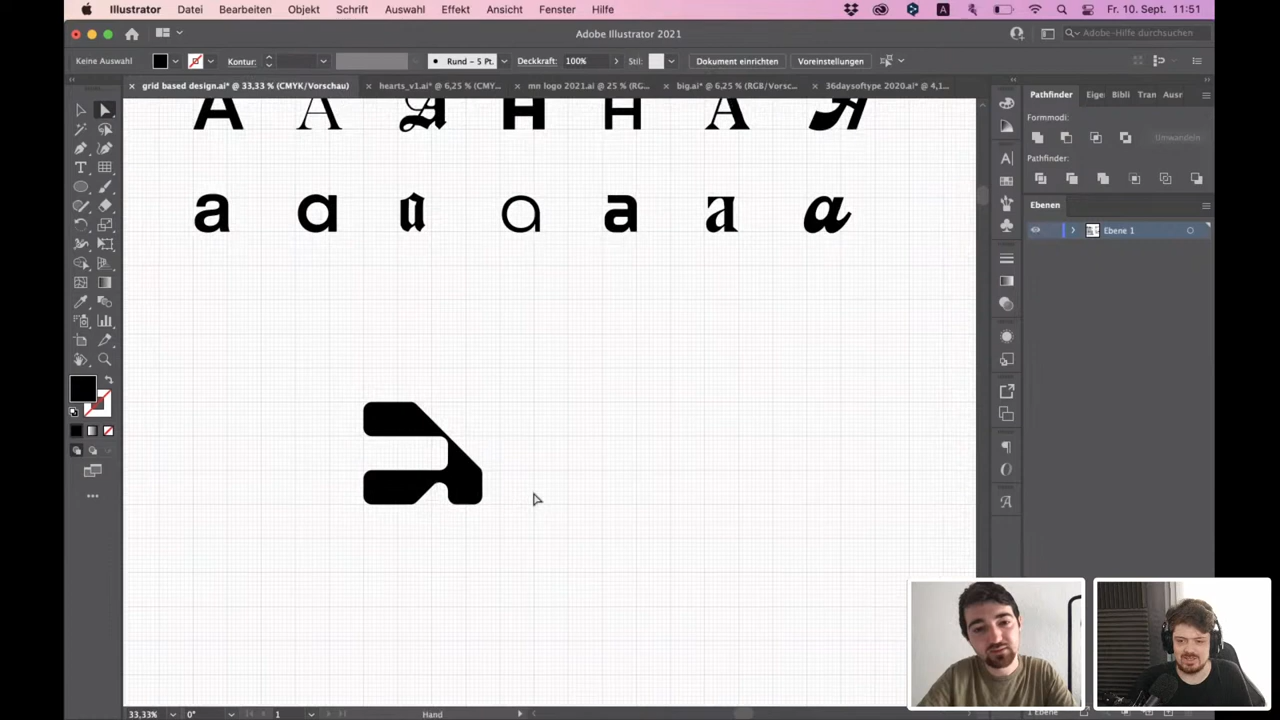 Illustrator Datei Bearbeiten Objekt Schrift Auswahl Effekt Ansicht Fenster Hilfe A Fr. 10. Sept. 11:51
Adobe Illustrator 2021 Adobe-Hilfe durchsuchen
Keine Auswahl Kontur: Rund – 5 Pt. Deckkraft: 100% Stil: Dokument einrichten Voreinstellungen
grid based design.ai* @ 33,33 % (CMYK/Vorschau) hearts_v1.ai* @ 6,25 % (CMY... mn logo 2021.ai @ 25 % (RG... big.ai* @ 6,25 % (RGB/Vorsc... 36daysoftype 2020.ai* @ 4,1...
Pathfinder Eige Bibli Tran Ausr
A A A A A A A
Formmodi:
Umwandeln
Pathfinder:
a a a a a a a
Ebenen
Ebene 1
a
33,33% 0° 1 Hand 1 Ebene